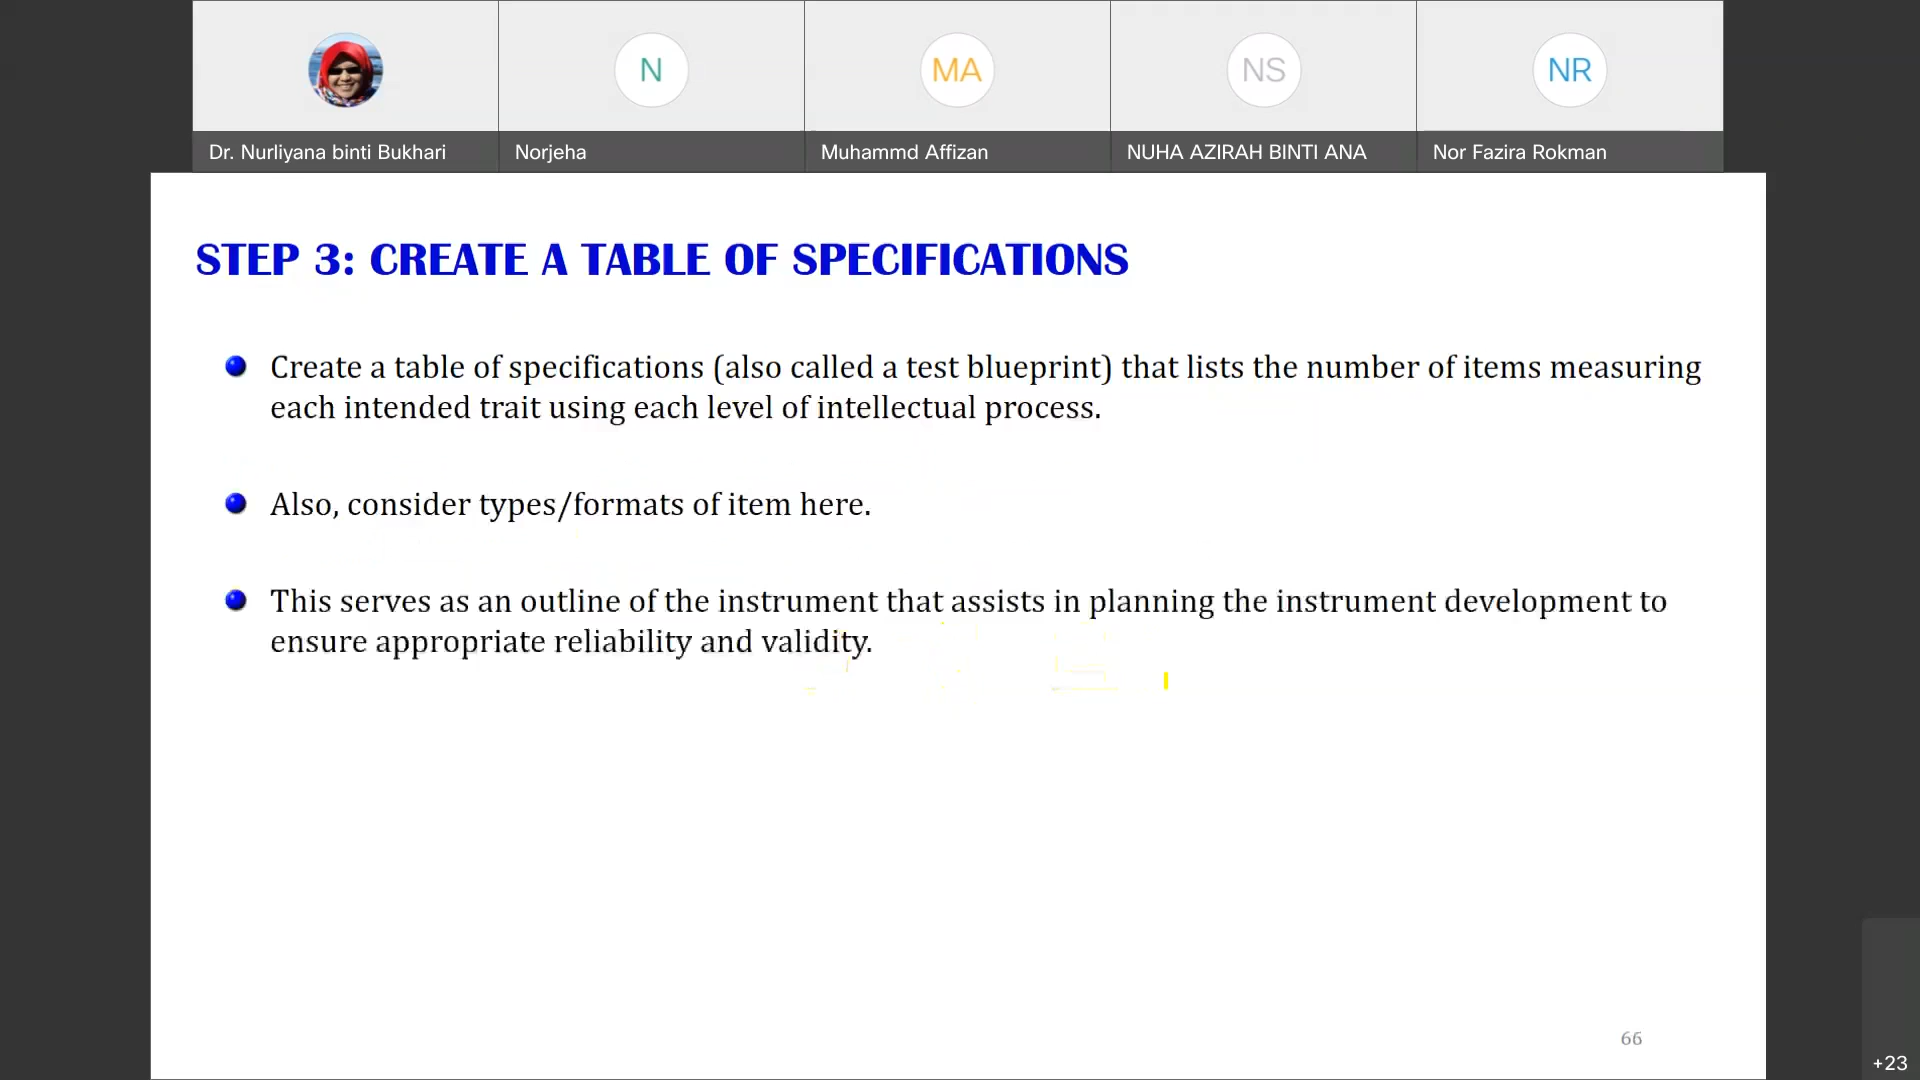 N
MA
NS
NR
Dr. Nurliyana binti Bukhari
Norjeha
Muhammd Affizan
NUHA AZIRAH BINTI ANA
Nor Fazira Rokman
STEP 3: CREATE A TABLE OF SPECIFICATIONS
Create a table of specifications (also called a test blueprint) that lists the number of items measuring
each intended trait using each level of intellectual process.
Also, consider types/formats of item here.
This serves as an outline of the instrument that assists in planning the instrument development to
ensure appropriate reliability and validity.
66
+23